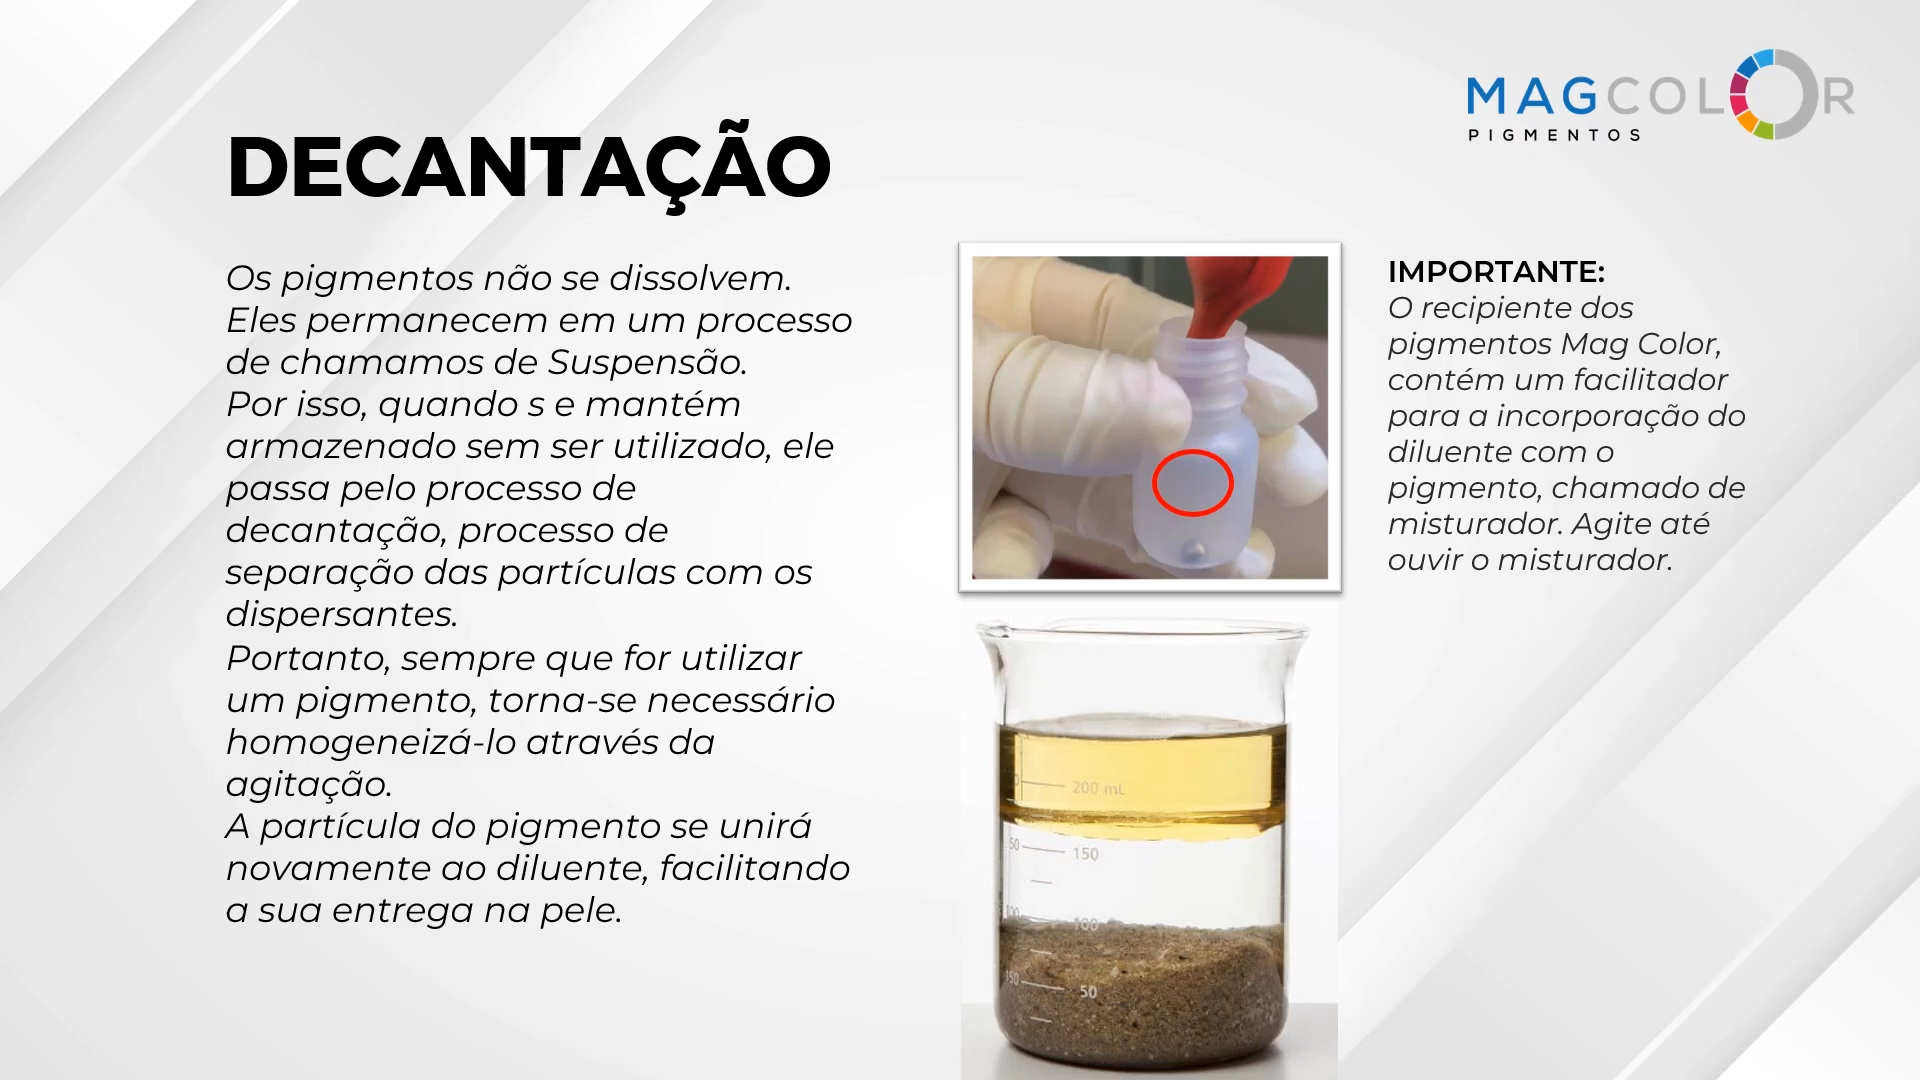 MAGCOLOR
PIGMENTOS
DECANTAÇÃO
Os pigmentos não se dissolvem.
Eles permanecem em um processo
de chamamos de Suspensão.
Por isso, quando s e mantém
armazenado sem ser utilizado, ele
passa pelo processo de
decantação, processo de
separação das partículas com os
dispersantes.
Portanto, sempre que for utilizar
um pigmento, torna-se necessário
homogeneizá-lo através da
agitação.
A partícula do pigmento se unirá
novamente ao diluente, facilitando
a sua entrega na pele.
IMPORTANTE:
O recipiente dos
pigmentos Mag Color,
contém um facilitador
para a incorporação do
diluente com o
pigmento, chamado de
misturador. Agite até
ouvir o misturador.
200 mL
50
150
100
100
150
50